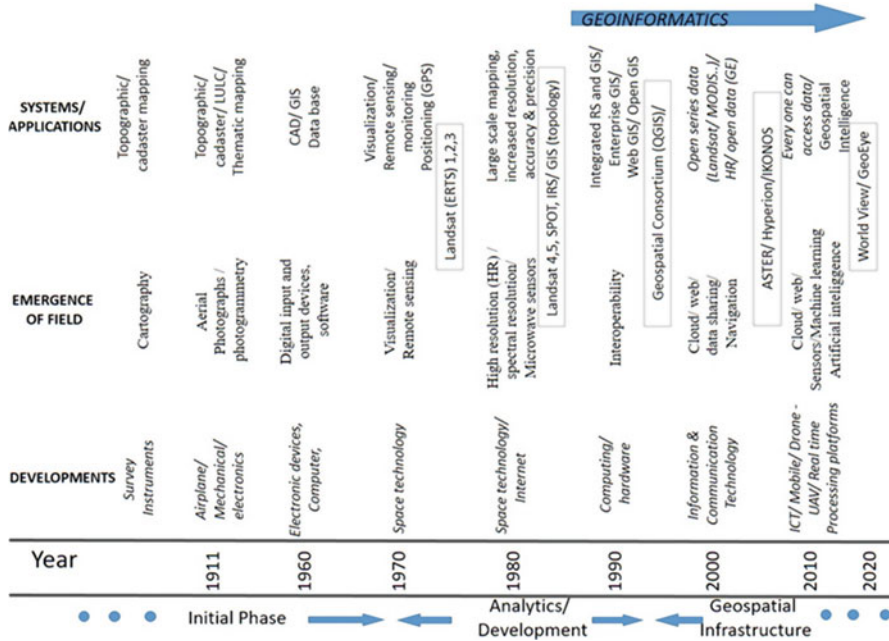 GEOINFORMATICS
SYSTEMS/
APPLICATIONS
Topographic/
cadaster mapping
Topographic/
cadaster/ LULC/
Thematic mapping
CAD/ GIS
Data base
Visualization/
Remote sensing/
monitoring
Positioning (GPS)
Landsat (ERTS) 1,2,3
Large scale mapping,
increased resolution,
accuracy & precision
Landsat 4,5, SPOT, IRS/ GIS (topology)
Integrated RS and GIS/
Enterprise GIS/
Web GIS/ Open GIS
Geospatial Consortium (QGIS)/
Open series data
(Landsat/ MODIS..)/
HR/ open data (GE)
ASTER/ Hyperion/IKONOS
Every one can
access data/
Geospatial
Intelligence
World View/ GeoEye
EMERGENCE
OF FIELD
Cartography
Aerial
Photographs /
photogrammetry
Digital input and
output devices,
software
Visualization/
Remote sensing
High resolution (HR) /
spectral resolution/
Microwave sensors
Interoperability
Cloud/ web/
data sharing/
Navigation
Cloud/ web/
Sensors/Machine learning
Artificial inteliggence
DEVELOPMENTS
Survey
Instruments
Airplane/
Mechanical/
electronics
Electronic devices,
Computer,
Space technology
Space technology/
Internet
Computing/
hardware
Information &
Communication
Technology
ICT/ Mobile/ Drone -
UAV/ Real time
Processing platforms
Year
1911
1960
1970
1980
1990
2000
2010
2020
Initial Phase
Analytics/
Development
Geospatial
Infrastructure